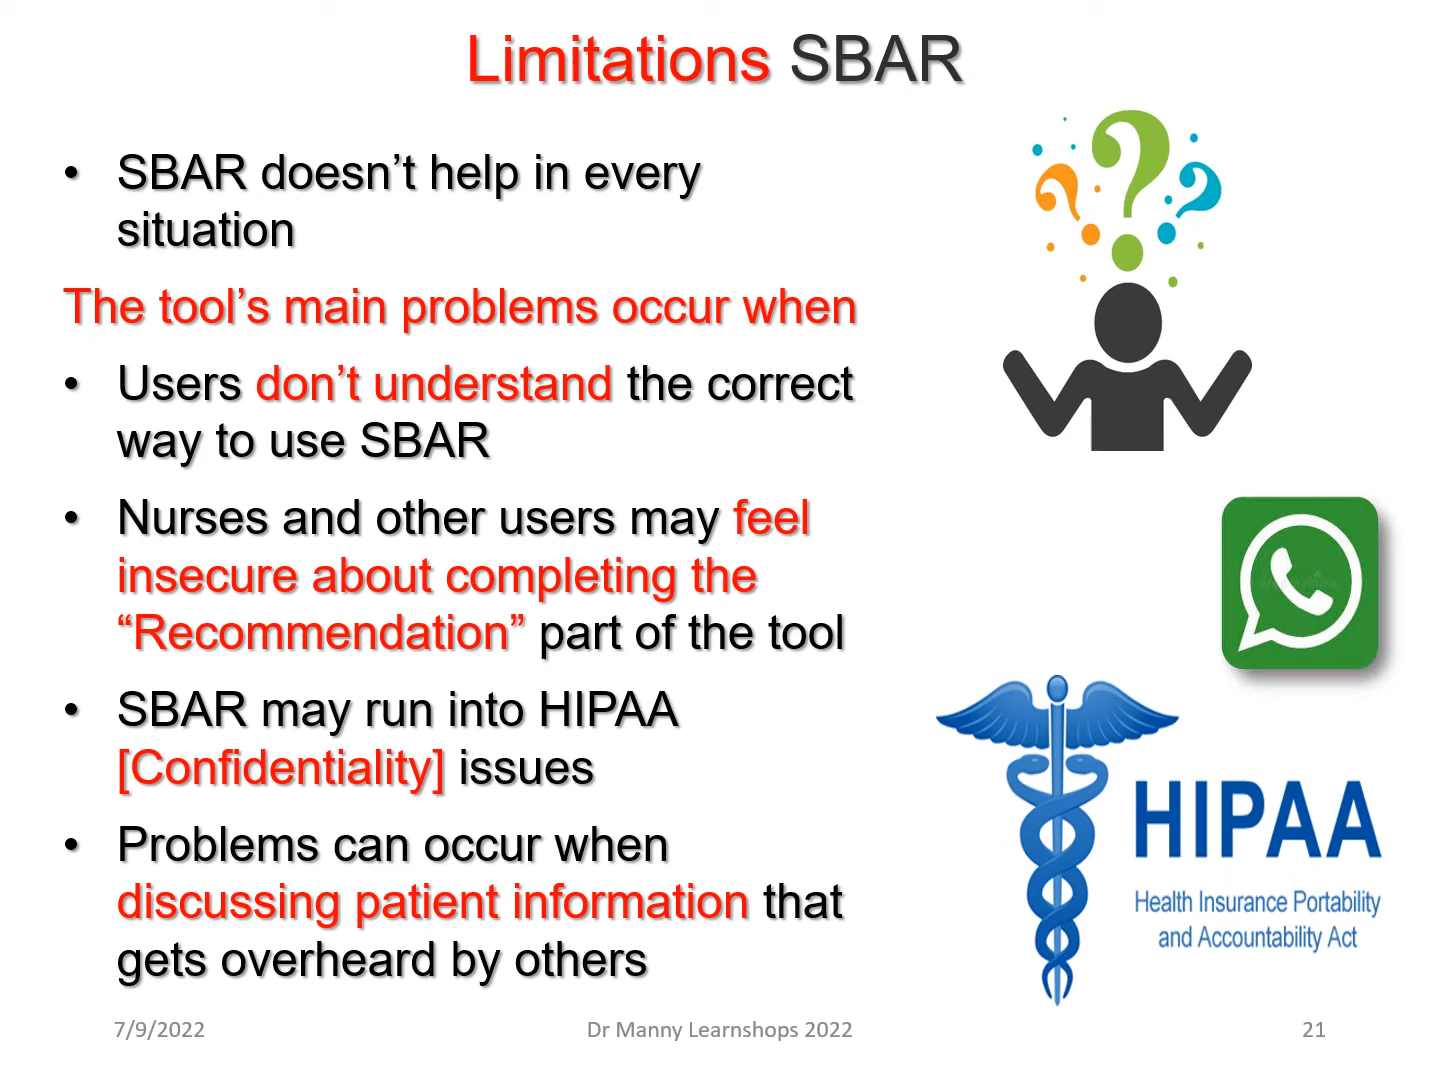 Limitations SBAR
• SBAR doesn’t help in every
situation
The tool’s main problems occur when
• Users don’t understand the correct
way to use SBAR
• Nurses and other users may feel
insecure about completing the
“Recommendation” part of the tool
• SBAR may run into HIPAA
[Confidentiality] issues
• Problems can occur when
discussing patient information that
gets overheard by others
HIPAA
Health Insurance Portability
and Accountability Act
7/9/2022
Dr Manny Learnshops 2022
21